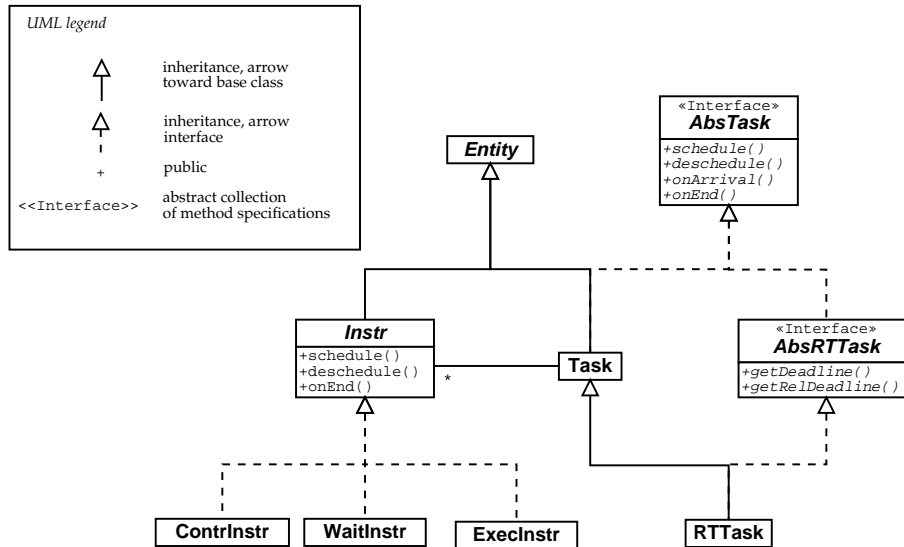 UML legend
inheritance, arrow
toward base class
inheritance, arrow
interface
+
public
<<Interface>>
abstract collection
of method specifications
Entity
«Interface»
AbsTask
+schedule()
+deschedule()
+onArrival()
+onEnd()
Instr
+schedule()
+deschedule()
+onEnd()
*
Task
«Interface»
AbsRTTask
+getDeadline()
+getRelDeadline()
ContrInstr
WaitInstr
ExecInstr
RTTask